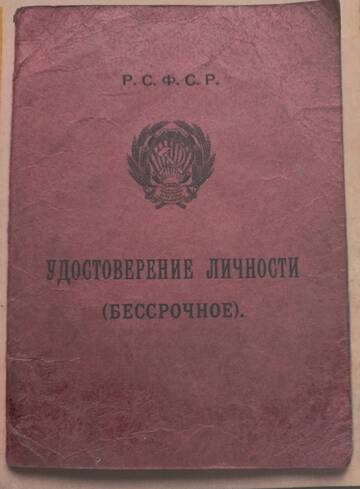 Р. С. Ф. С. Р.
УДОСТОВЕРЕНИЕ ЛИЧНОСТИ
(БЕССРОЧНОЕ).